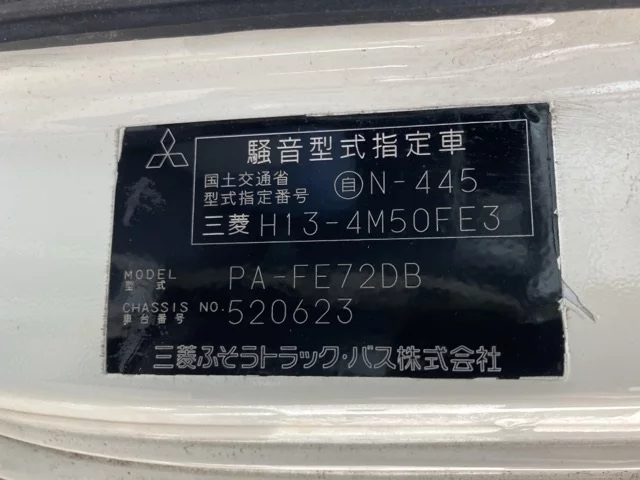 騒音型式指定車
国土交通省
型式指定番号 自 N-445
三菱 H13-4M50FE3
MODEL
型式 PA-FE72DB
CHASSIS NO.
車台番号 520623
三菱ふそうトラック・バス株式会社